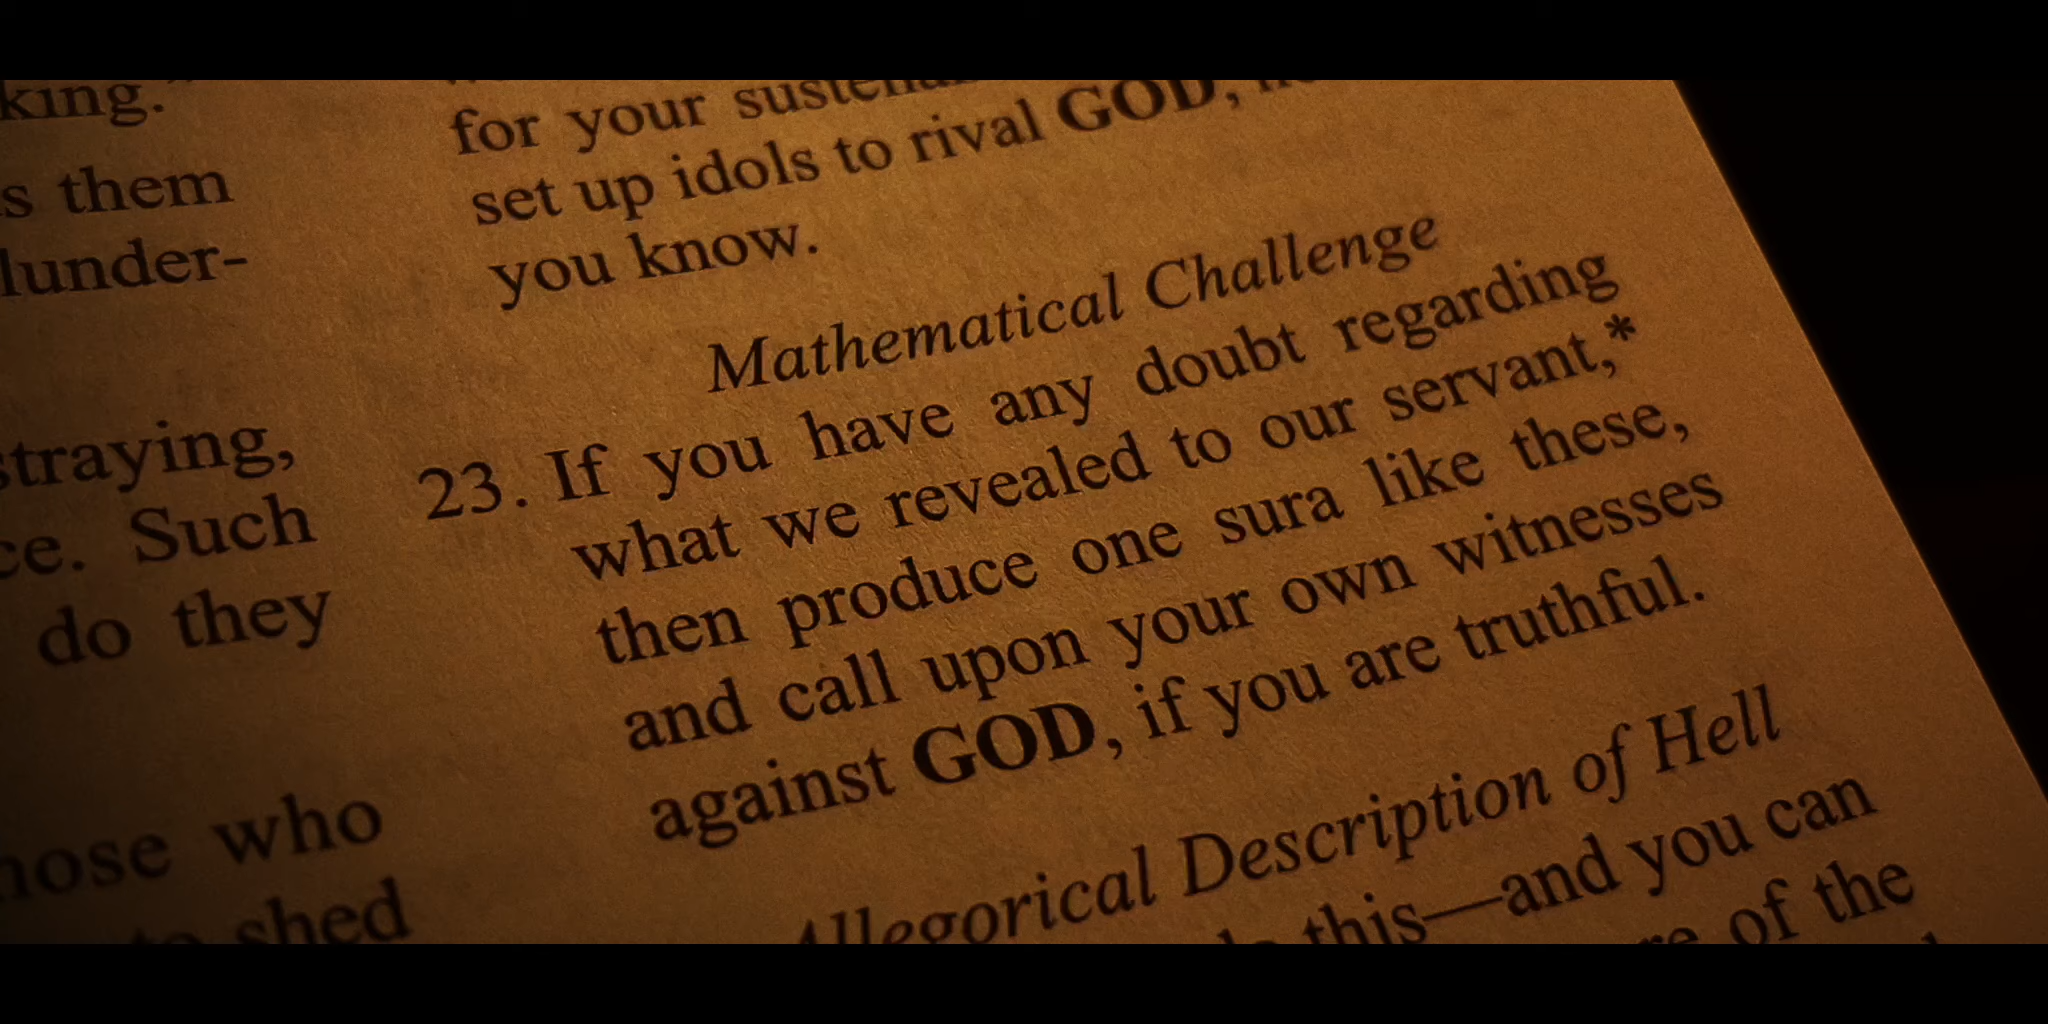 king.”
s them
lunder-
straying,
ce. Such
do they
hose who
to shed
for your
set up idols to rival GOD,
you know.
Mathematical Challenge
23. If you have any doubt regarding
what we revealed to our servant,*
then produce one sura like these,
and call upon your own witnesses
against GOD, if you are truthful.
Allegorical Description of Hell
this—and you can
of the